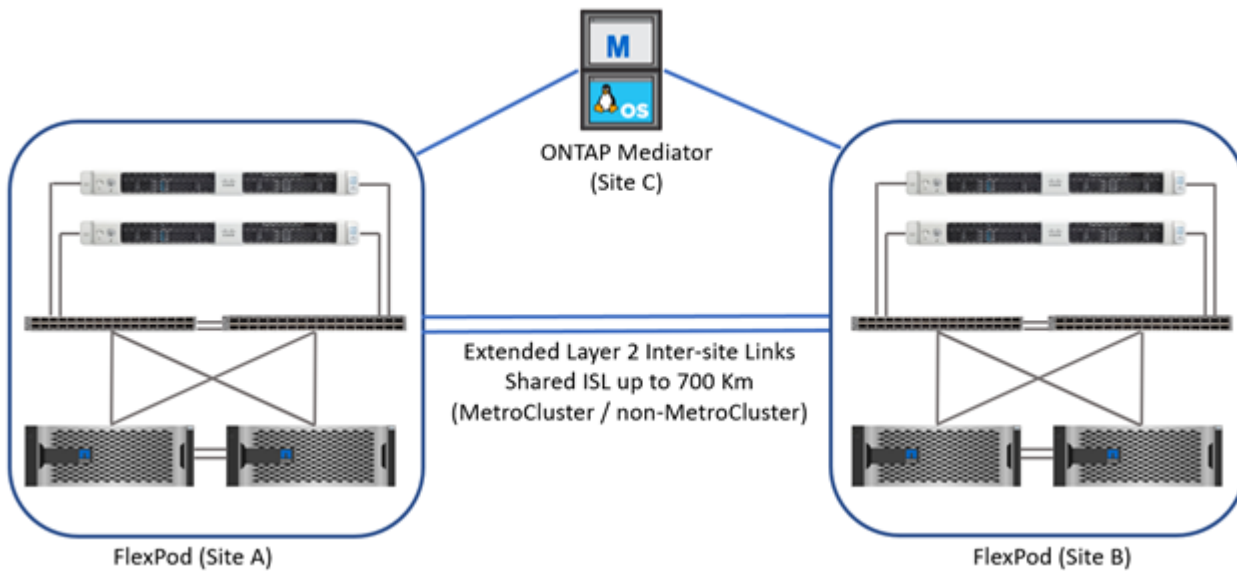 M
OS
ONTAP Mediator
(Site C)
Extended Layer 2 Inter-site Links
Shared ISL up to 700 Km
(MetroCluster / non-MetroCluster)
FlexPod (Site A)
FlexPod (Site B)